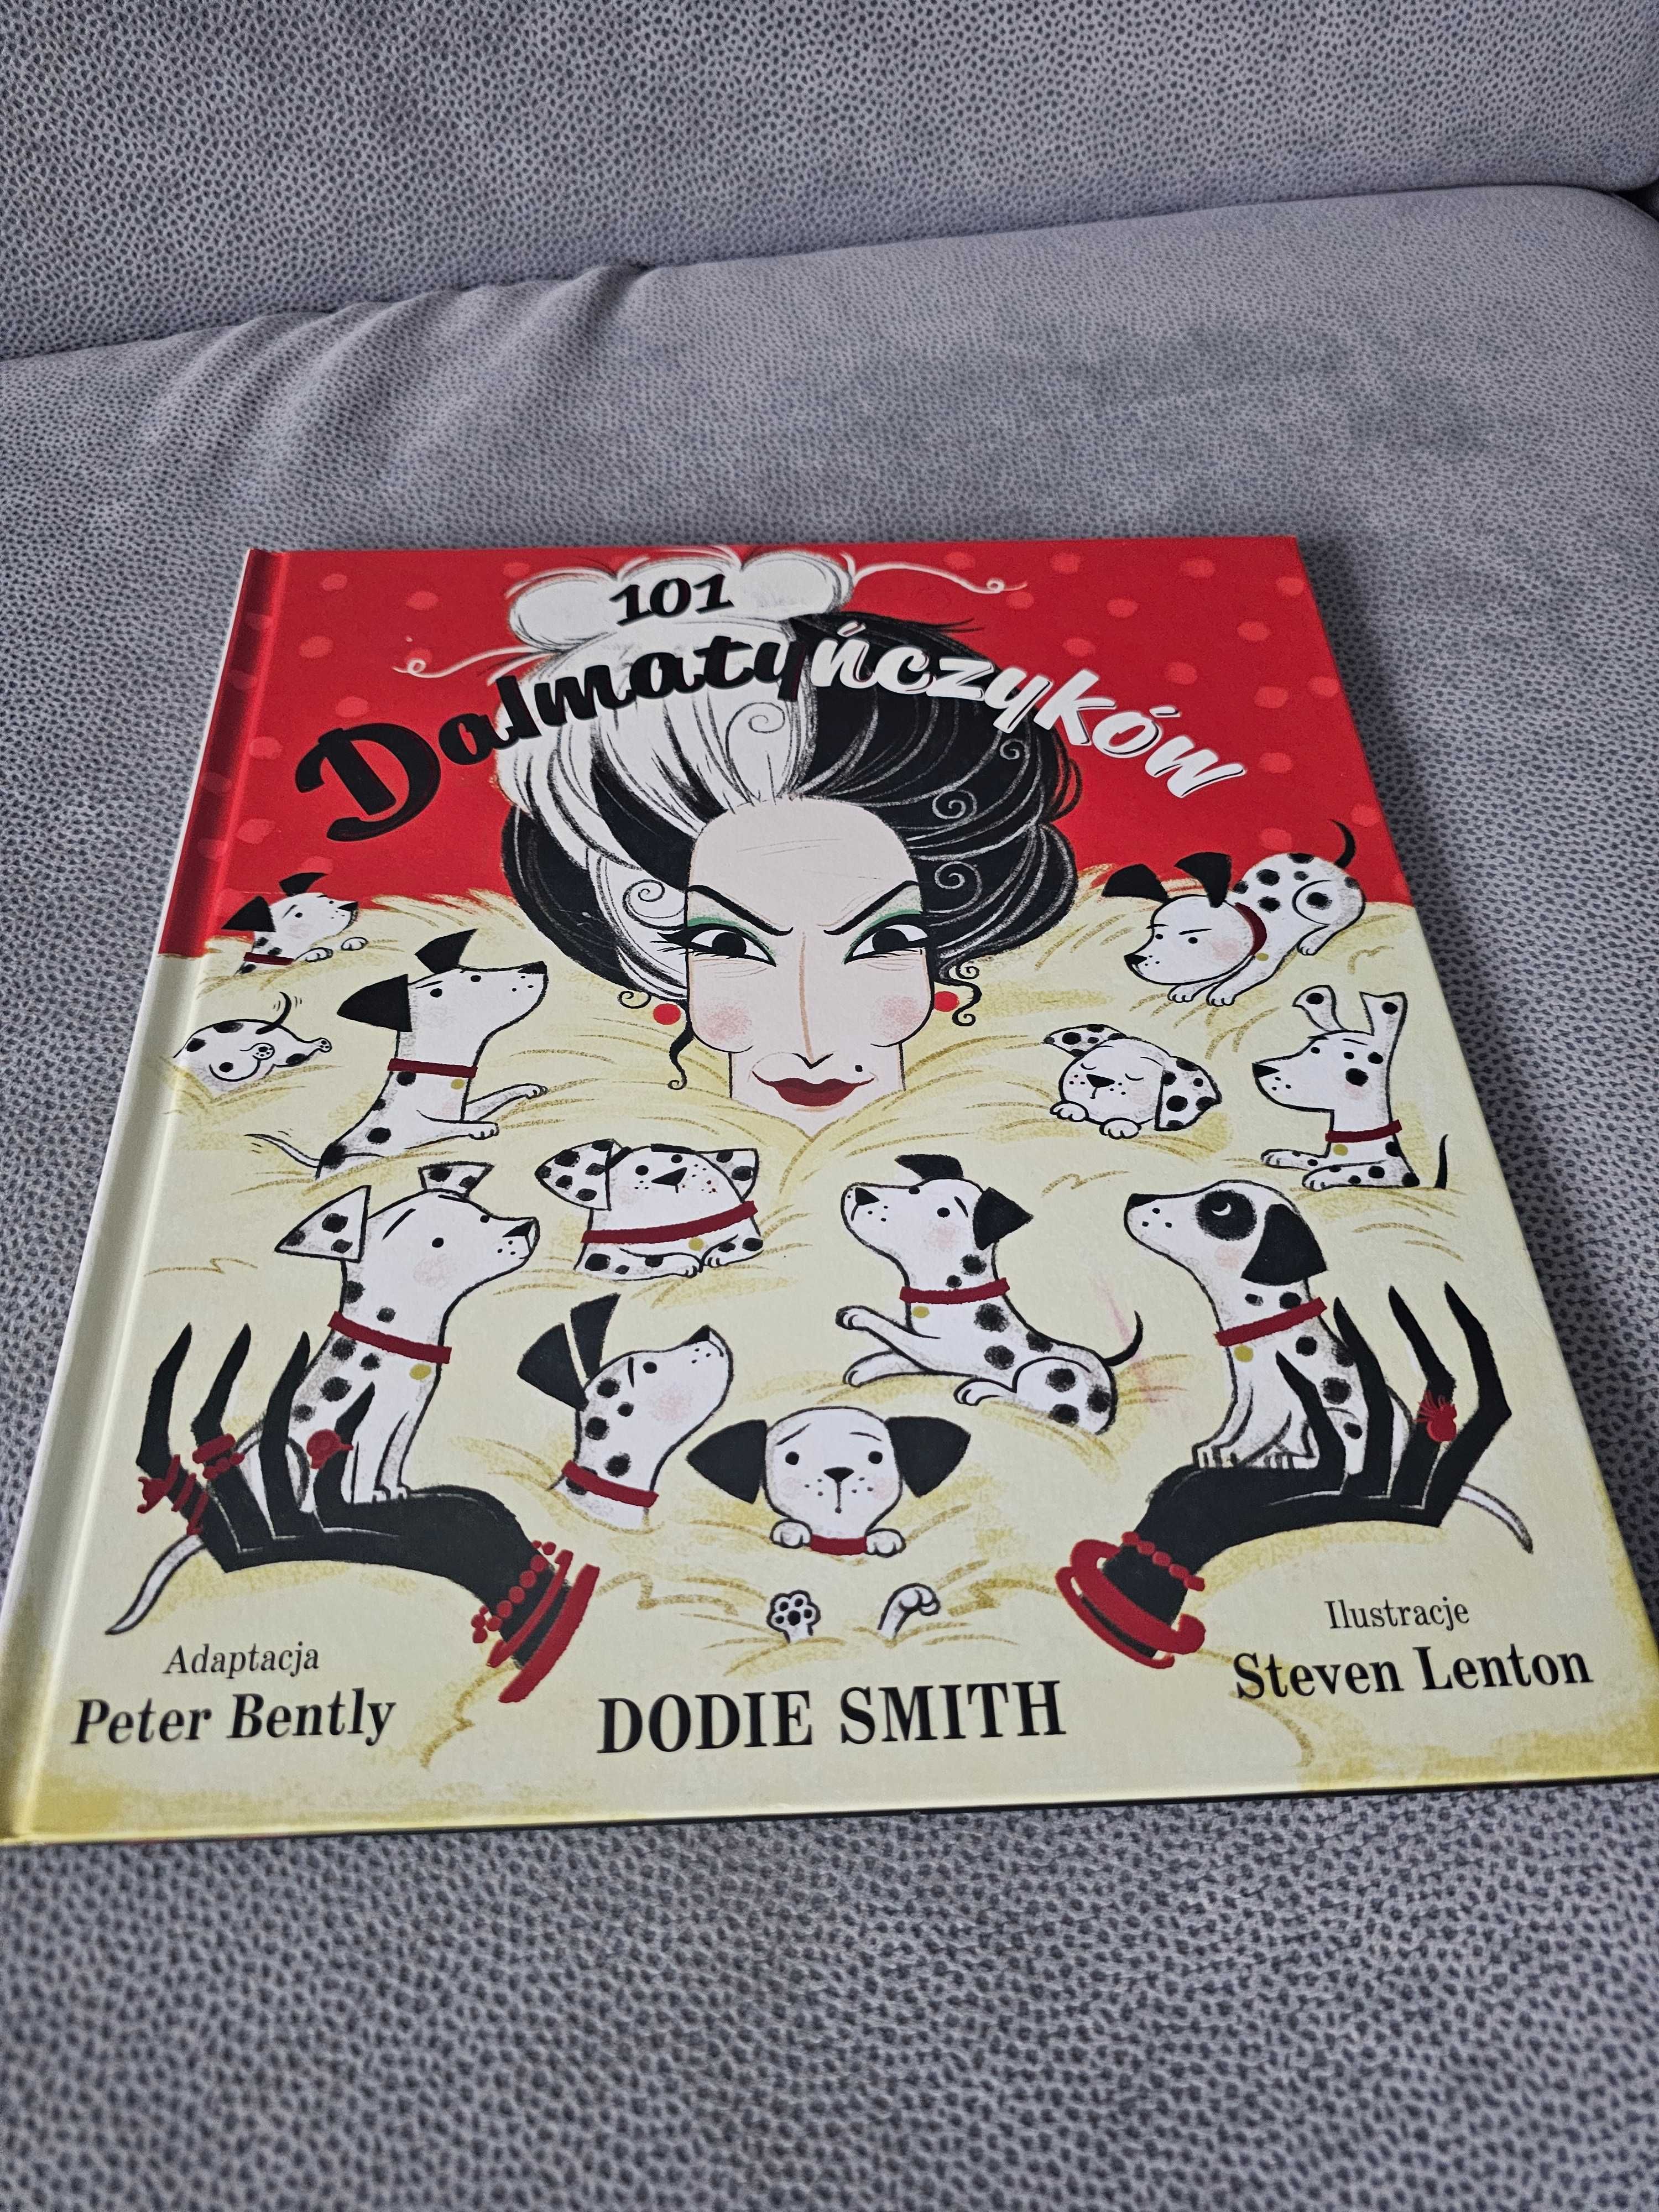 101
Dalmatyńczyków
Adaptacja
Peter Bently
DODIE SMITH
Ilustracje
Steven Lenton